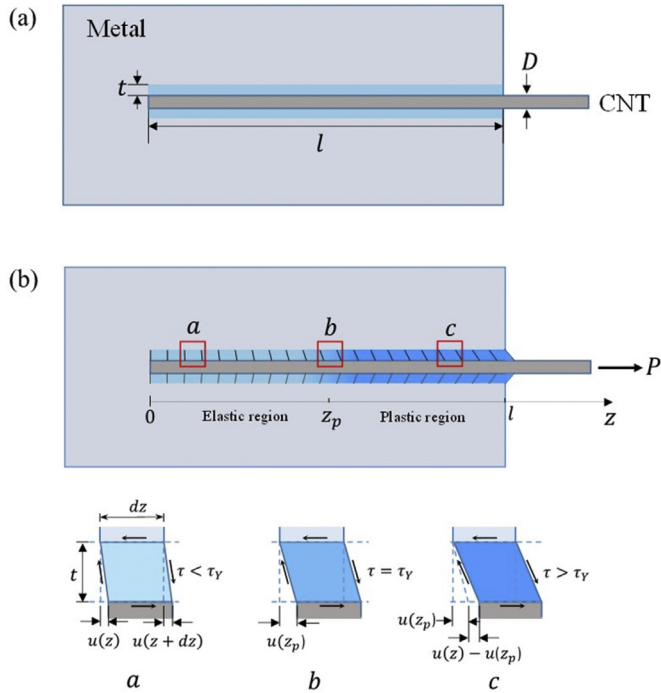 (a)
Metal
t
D
CNT
l
(b)
a b c
P
0 Elastic region z_p Plastic region l z
dz
t
τ < τ_Y
τ = τ_Y
τ > τ_Y
u(z) u(z + dz)
u(z_p)
u(z_p)
u(z) − u(z_p)
a b c